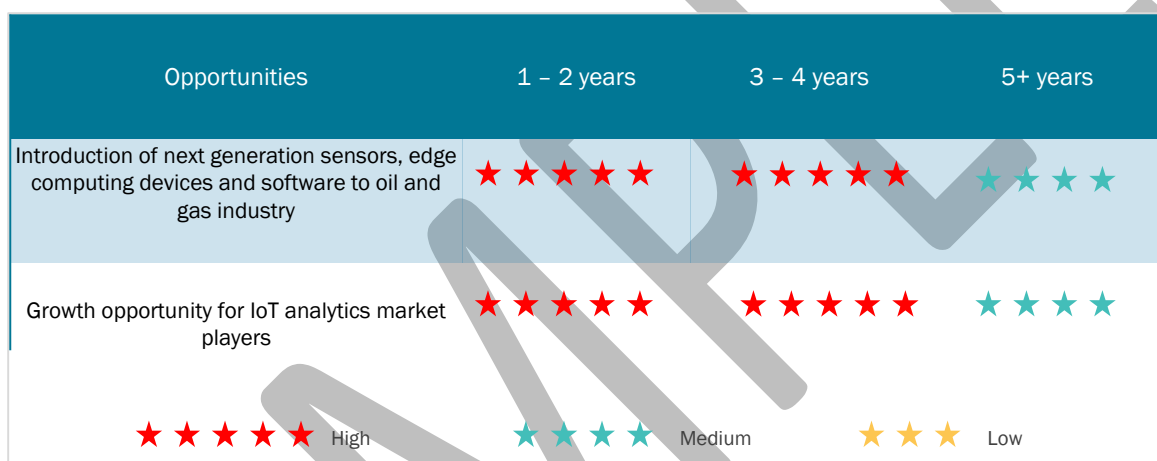 Opportunities 1 – 2 years 3 – 4 years 5+ years
Introduction of next generation sensors, edge
computing devices and software to oil and
gas industry
Growth opportunity for IoT analytics market
players
High Medium Low